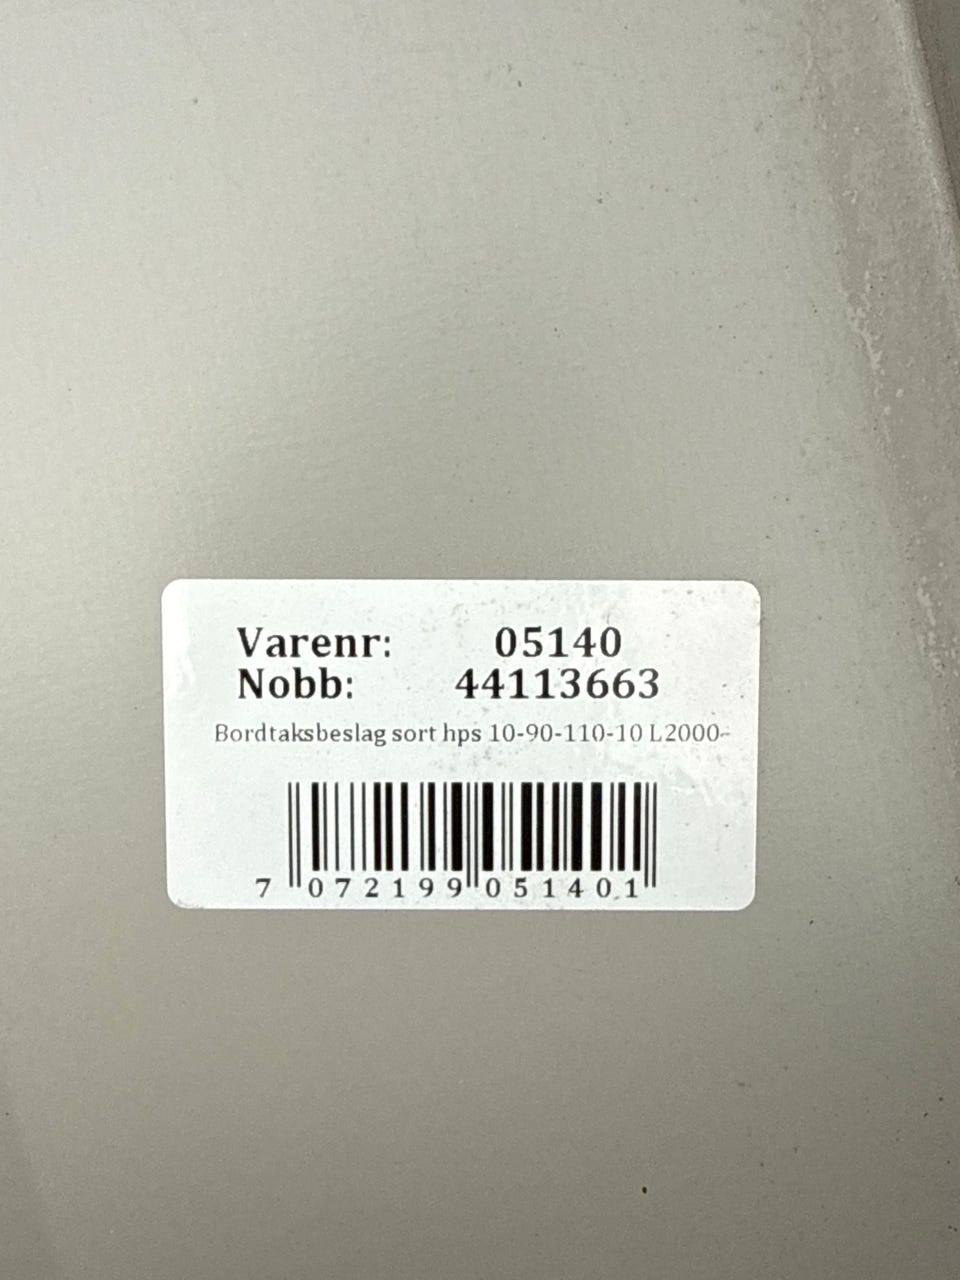 Varenr: 05140
Nobb: 44113663
Bordtaksbeslag sort hps 10-90-110-10 L2000-
7 072199 051401